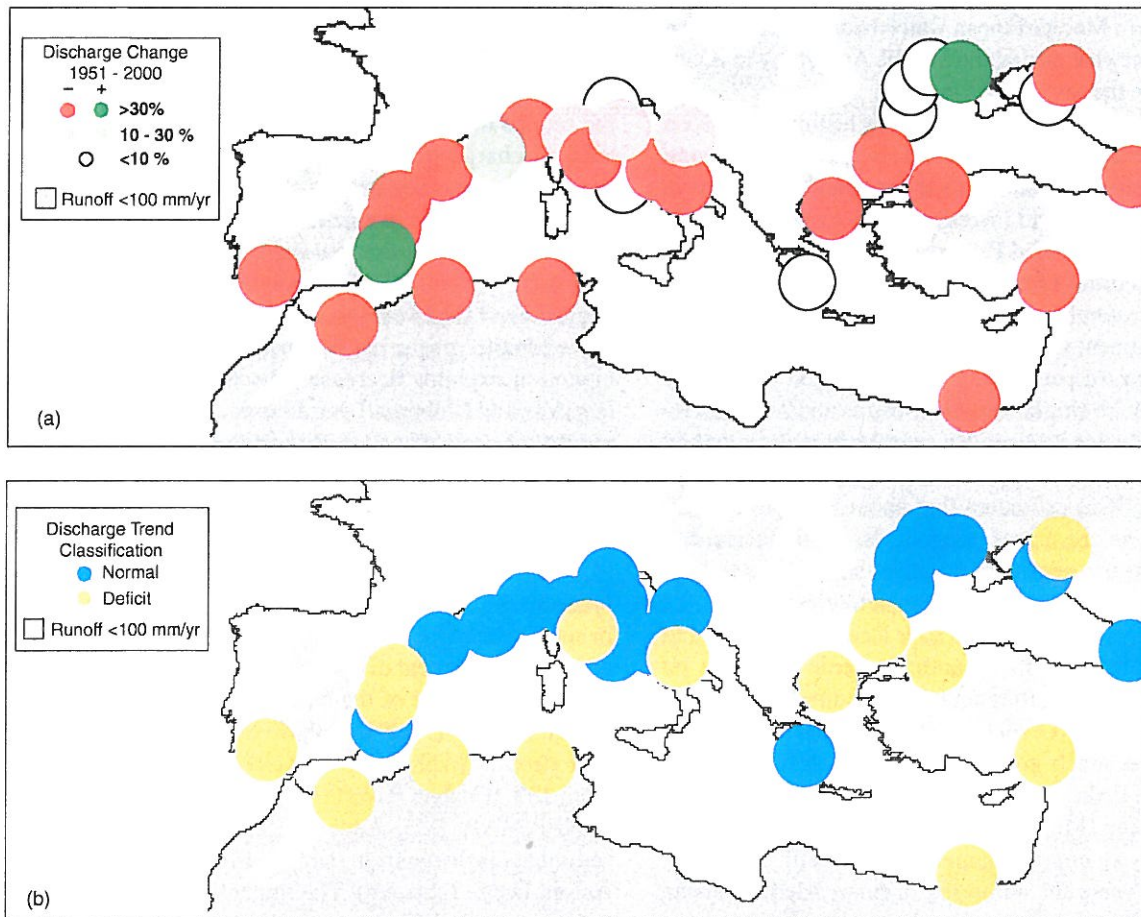 Discharge Change
1951 - 2000
– +
>30%
10 - 30 %
<10 %
Runoff <100 mm/yr
(a)
Discharge Trend
Classification
Normal
Deficit
Runoff <100 mm/yr
(b)